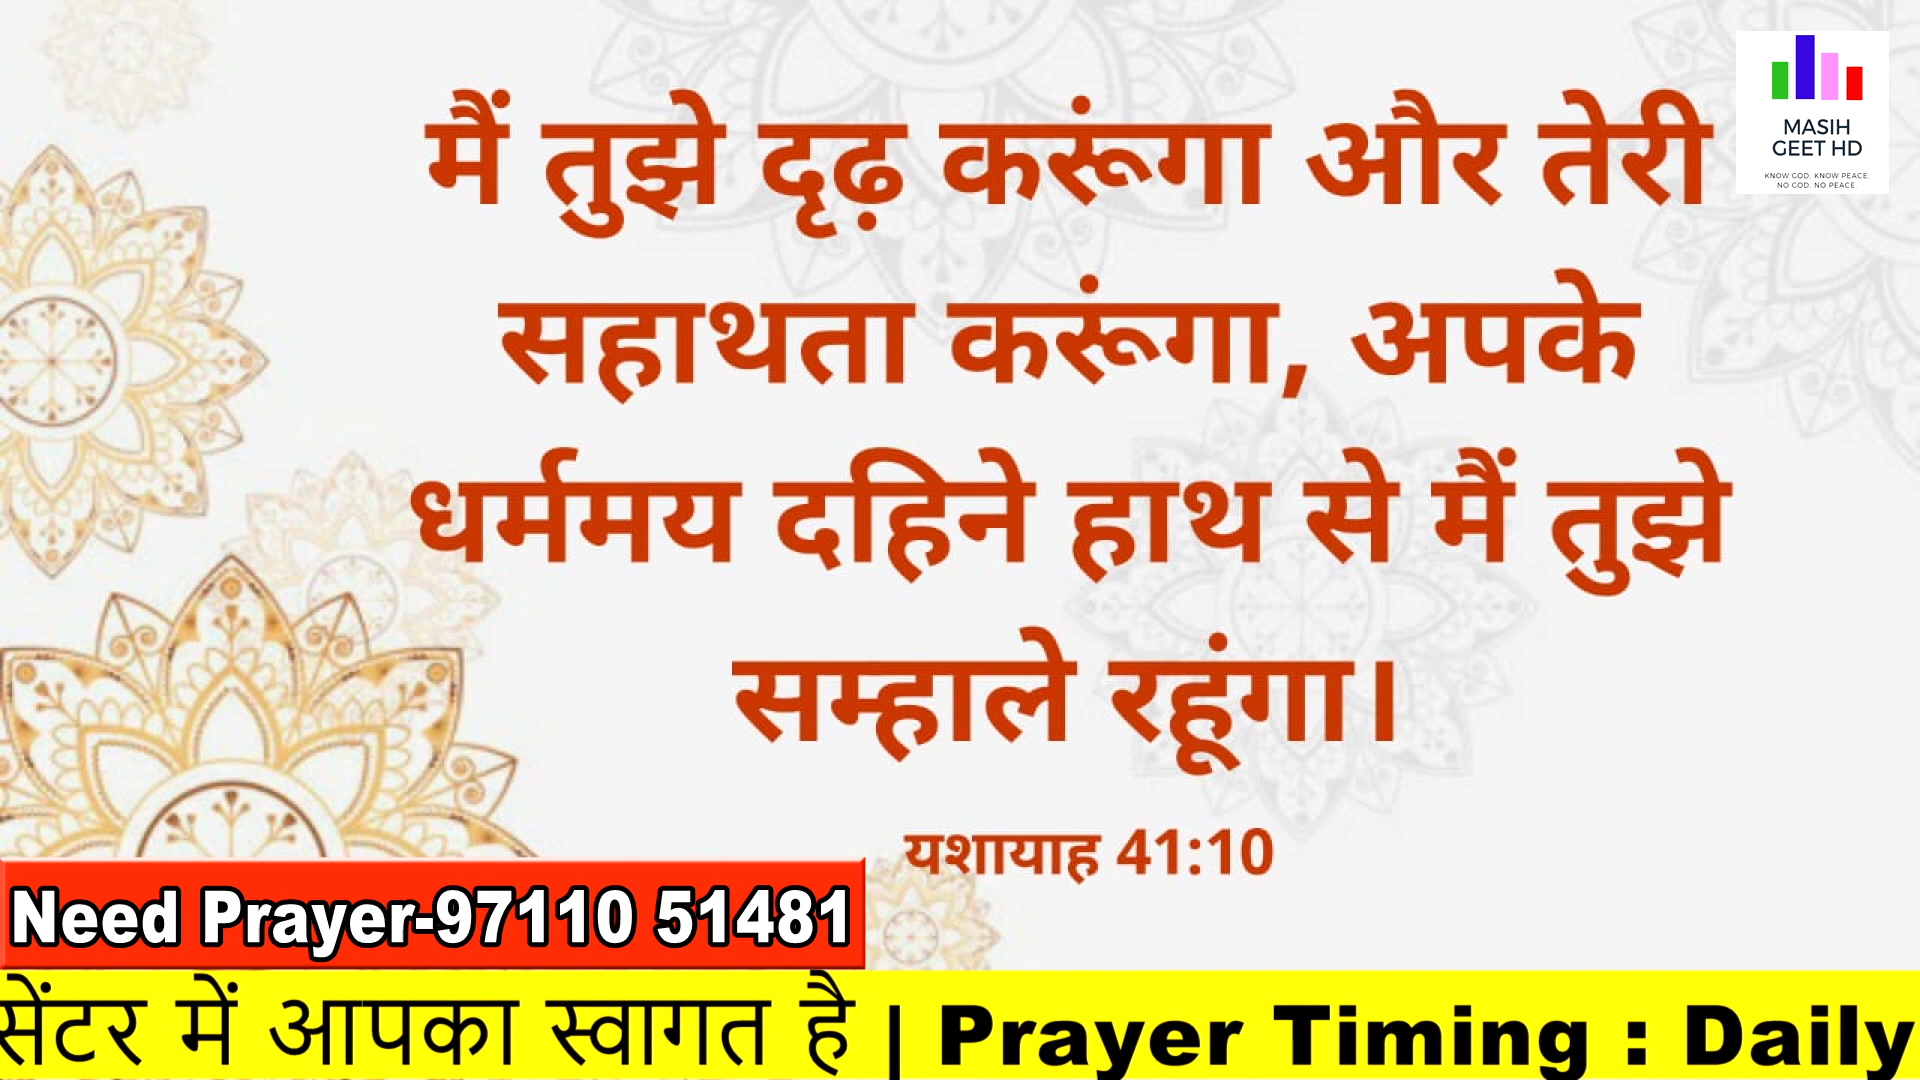 मैं तुझे दृढ़ करूंगा और तेरी
सहाथता करूंगा, अपके
धर्ममय दहिने हाथ से मैं तुझे
सम्हाले रहूंगा।
यशायाह 41:10
MASIH
GEET HD
KNOW GOD. KNOW PEACE:
NO GOD. NO PEACE.
Need Prayer-97110 51481
सेंटर में आपका स्वागत है | Prayer Timing : Daily